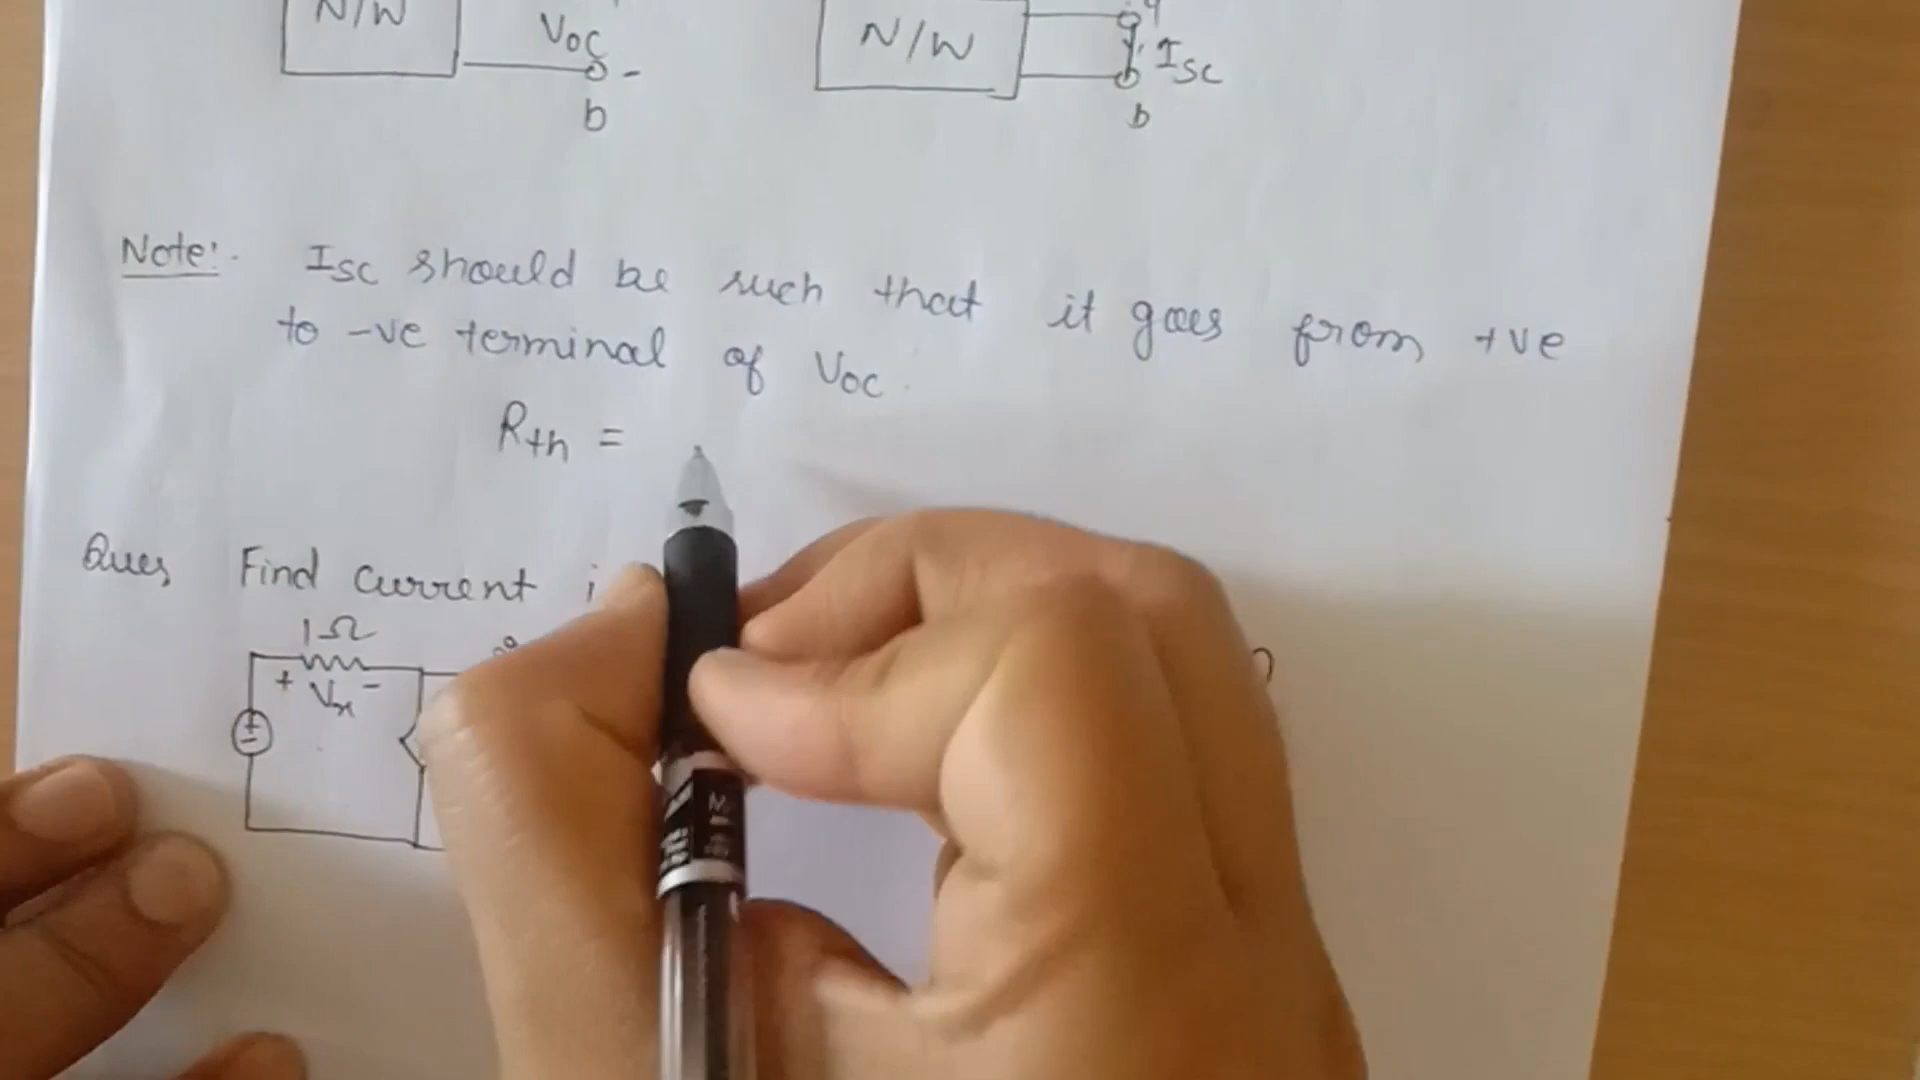 N/W
Voc
-
b
N/W
Isc
b
Note:- Isc should be such that it goes from +ve
to -ve terminal of Voc.
Rth =
Ques Find current i
1Ω
+ Vx -
+
-